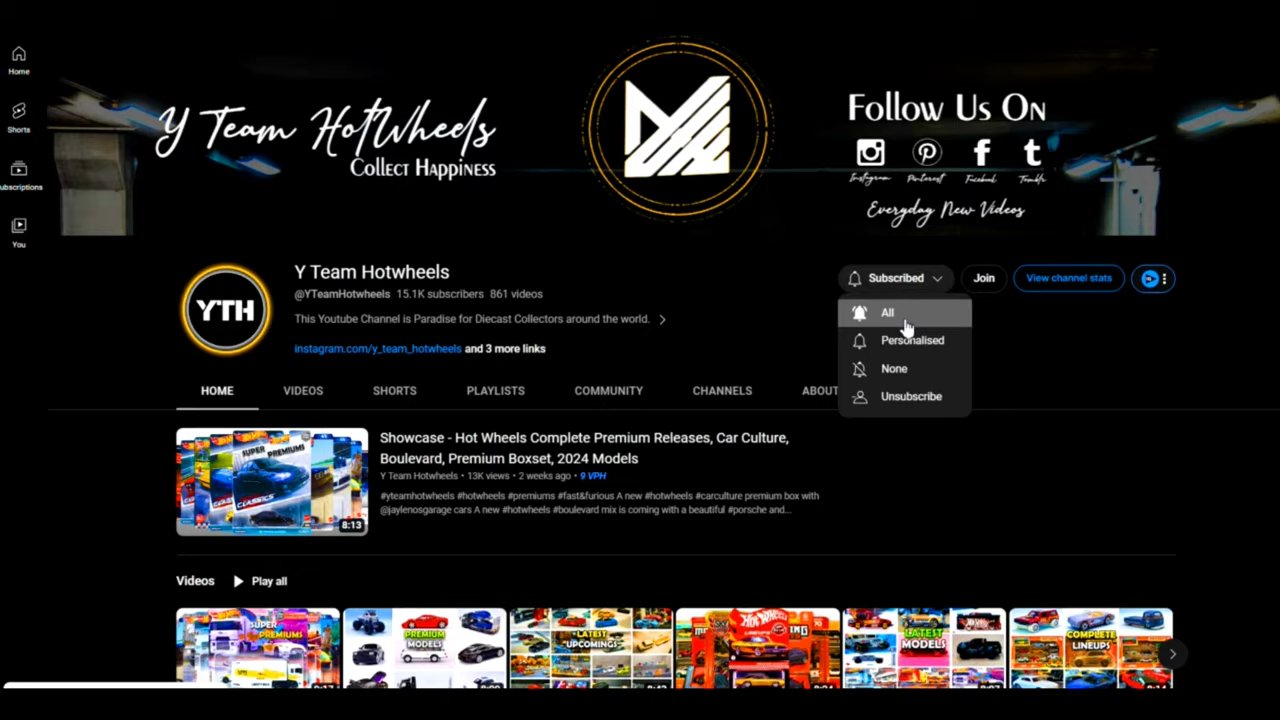 Home
Shorts
ubscriptions
You
Y Team HotWheels
Collect Happiness
Follow Us On
Instagram
Pinterest
Facebook
Tumblr
Everyday New Videos
YTH
Y Team Hotwheels
@YTeamHotwheels 15.1K subscribers 861 videos
This Youtube Channel is Paradise for Diecast Collectors around the world.
instagram.com/y_team_hotwheels and 3 more links
Subscribed
Join
View channel stats
All
Personalised
None
Unsubscribe
HOME VIDEOS SHORTS PLAYLISTS COMMUNITY CHANNELS ABOUT
SUPER PREMIUMS
CLASSICS
8:13
Showcase - Hot Wheels Complete Premium Releases, Car Culture,
Boulevard, Premium Boxset, 2024 Models
Y Team Hotwheels • 13K views • 2 weeks ago • 9 VPH
#yteamhotwheels #hotwheels #premiums #fast&furious A new #hotwheels #carculture premium box with
@jaylenosgarage cars A new #hotwheels #boulevard mix is coming with a beautiful #porsche and...
Videos Play all
SUPER
PREMIUMS
PREMIUM
MODELS
LATEST
UPCOMINGS
HOT WHEELS
LATEST
MODELS
COMPLETE
LINEUPS